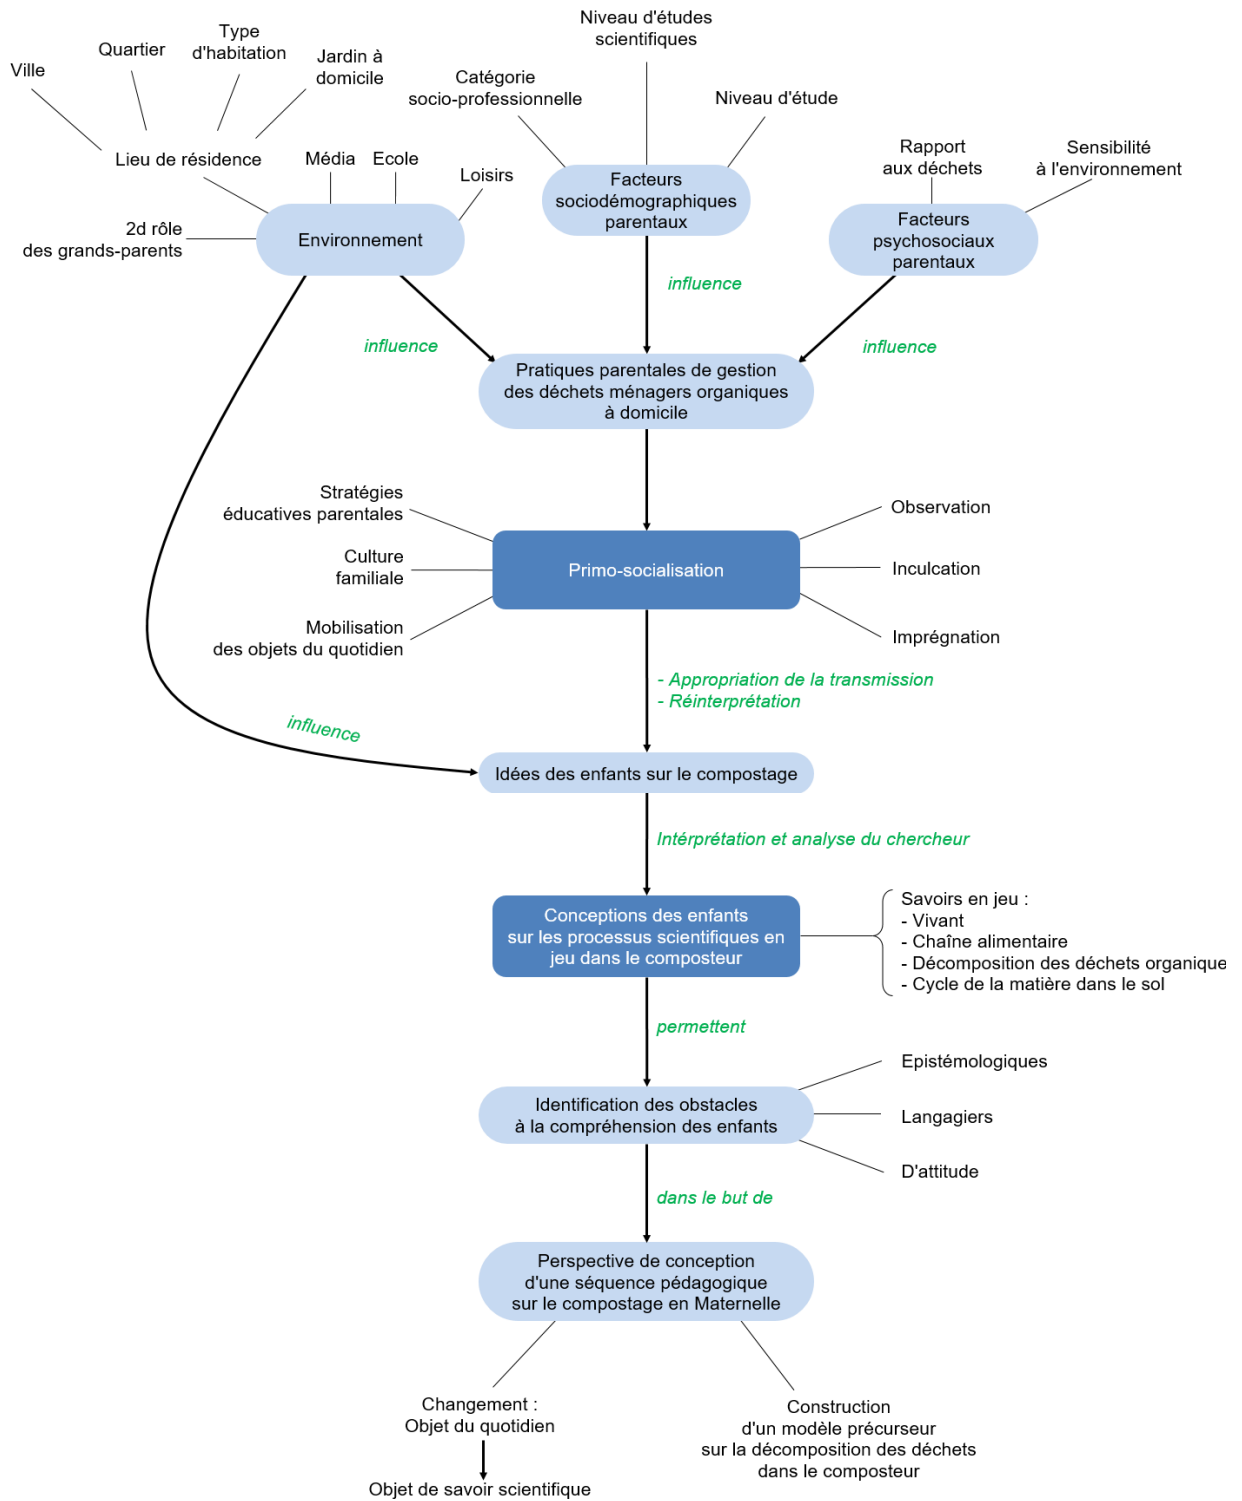 Niveau d'études
scientifiques
Type
d'habitation
Quartier
Jardin à
domicile
Ville
Catégorie
socio-professionnelle
Niveau d'étude
Lieu de résidence
Média
Ecole
Loisirs
Rapport
aux déchets
Sensibilité
à l'environnement
Facteurs
sociodémographiques
parentaux
2d rôle
des grands-parents
Environnement
Facteurs
psychosociaux
parentaux
influence
influence
influence
Pratiques parentales de gestion
des déchets ménagers organiques
à domicile
Stratégies
éducatives parentales
Observation
Culture
familiale
Primo-socialisation
Inculcation
Mobilisation
des objets du quotidien
Imprégnation
- Appropriation de la transmission
- Réinterprétation
influence
Idées des enfants sur le compostage
Intérprétation et analyse du chercheur
Conceptions des enfants
sur les processus scientifiques en
jeu dans le composteur
Savoirs en jeu :
- Vivant
- Chaîne alimentaire
- Décomposition des déchets organique
- Cycle de la matière dans le sol
permettent
Identification des obstacles
à la compréhension des enfants
Epistémologiques
Langagiers
D'attitude
dans le but de
Perspective de conception
d'une séquence pédagogique
sur le compostage en Maternelle
Changement :
Objet du quotidien
Objet de savoir scientifique
Construction
d'un modèle précurseur
sur la décomposition des déchets
dans le composteur